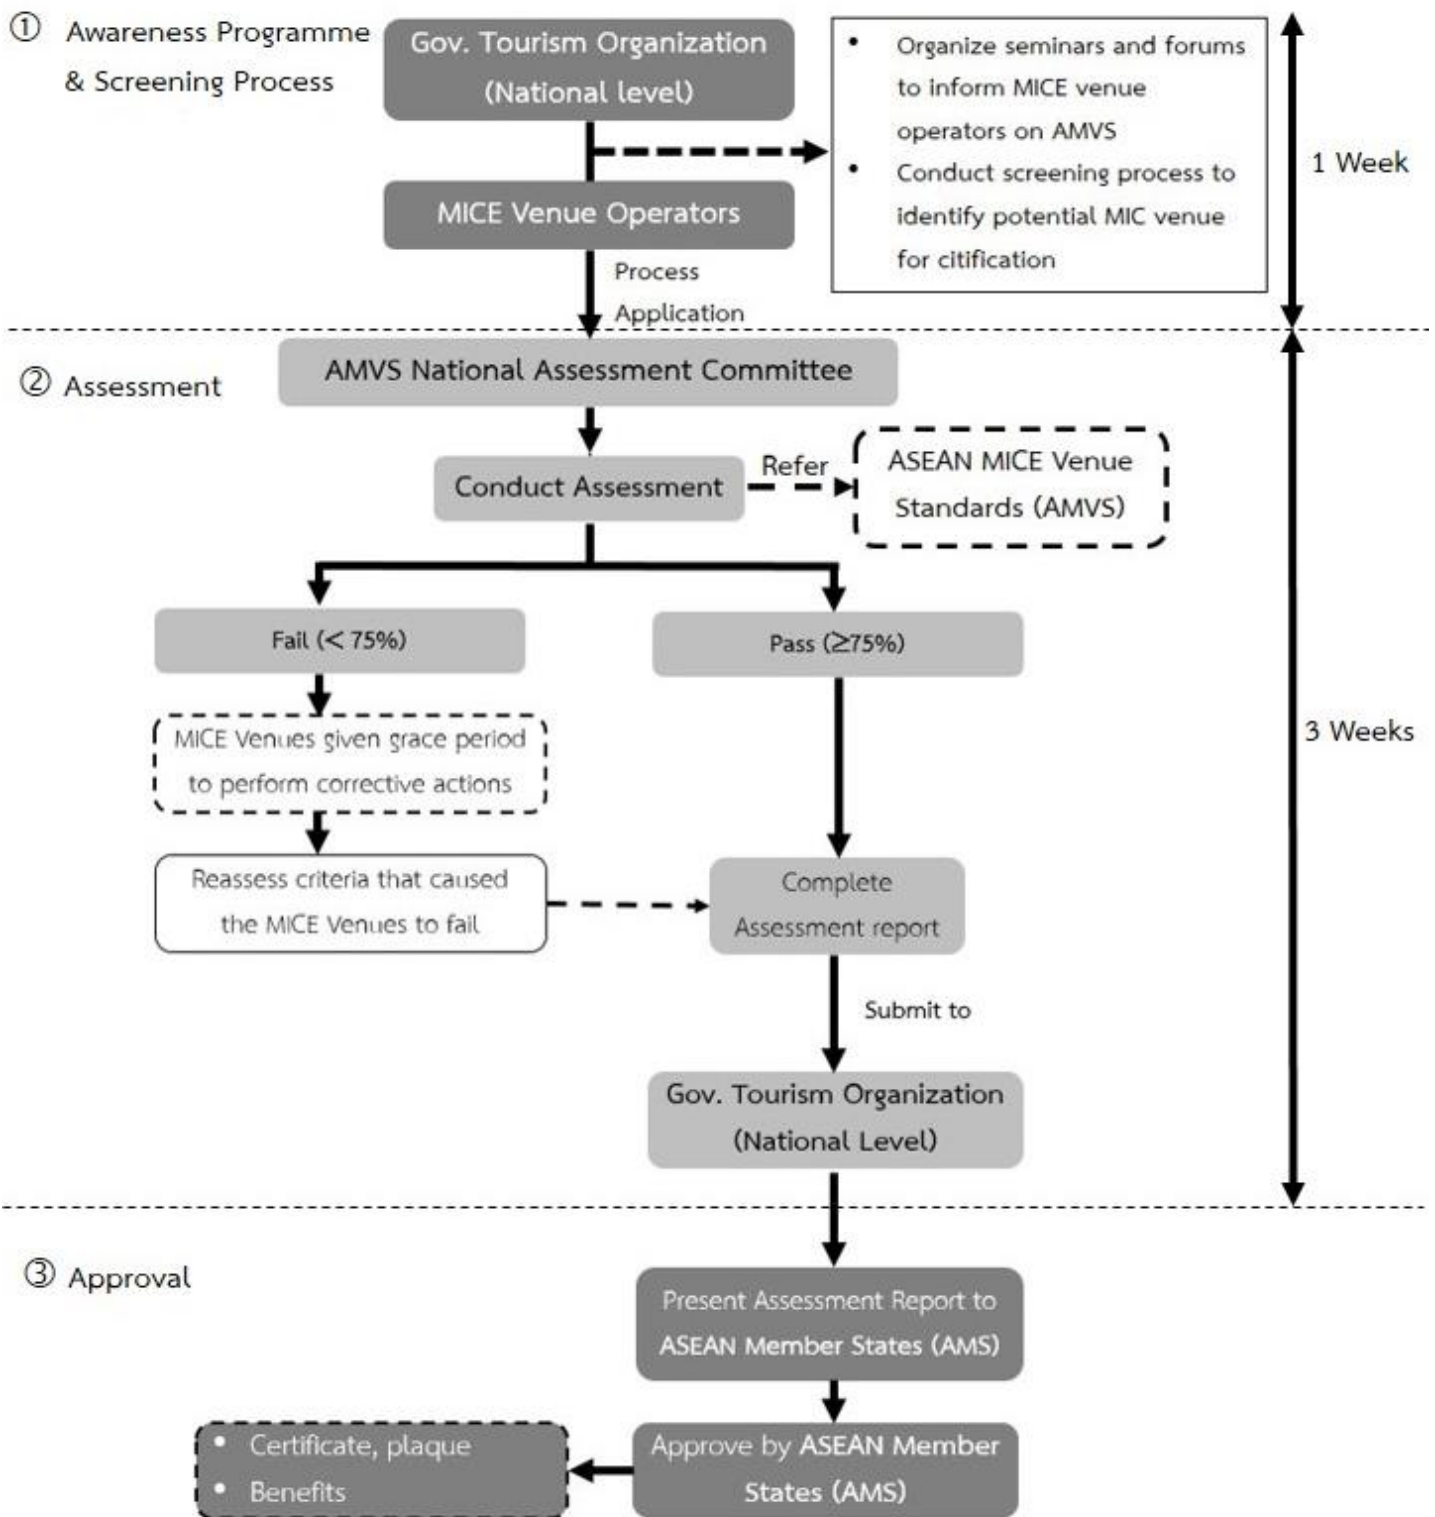 ① Awareness Programme
& Screening Process
Gov. Tourism Organization
(National level)
• Organize seminars and forums
to inform MICE venue
operators on AMVS
• Conduct screening process to
identify potential MIC venue
for citification
1 Week
MICE Venue Operators
Process
Application
② Assessment
AMVS National Assessment Committee
Conduct Assessment
Refer
ASEAN MICE Venue
Standards (AMVS)
Fail (< 75%)
Pass (≥75%)
MICE Venues given grace period
to perform corrective actions
3 Weeks
Reassess criteria that caused
the MICE Venues to fail
Complete
Assessment report
Submit to
Gov. Tourism Organization
(National Level)
③ Approval
Present Assessment Report to
ASEAN Member States (AMS)
Approve by ASEAN Member
States (AMS)
• Certificate, plaque
• Benefits